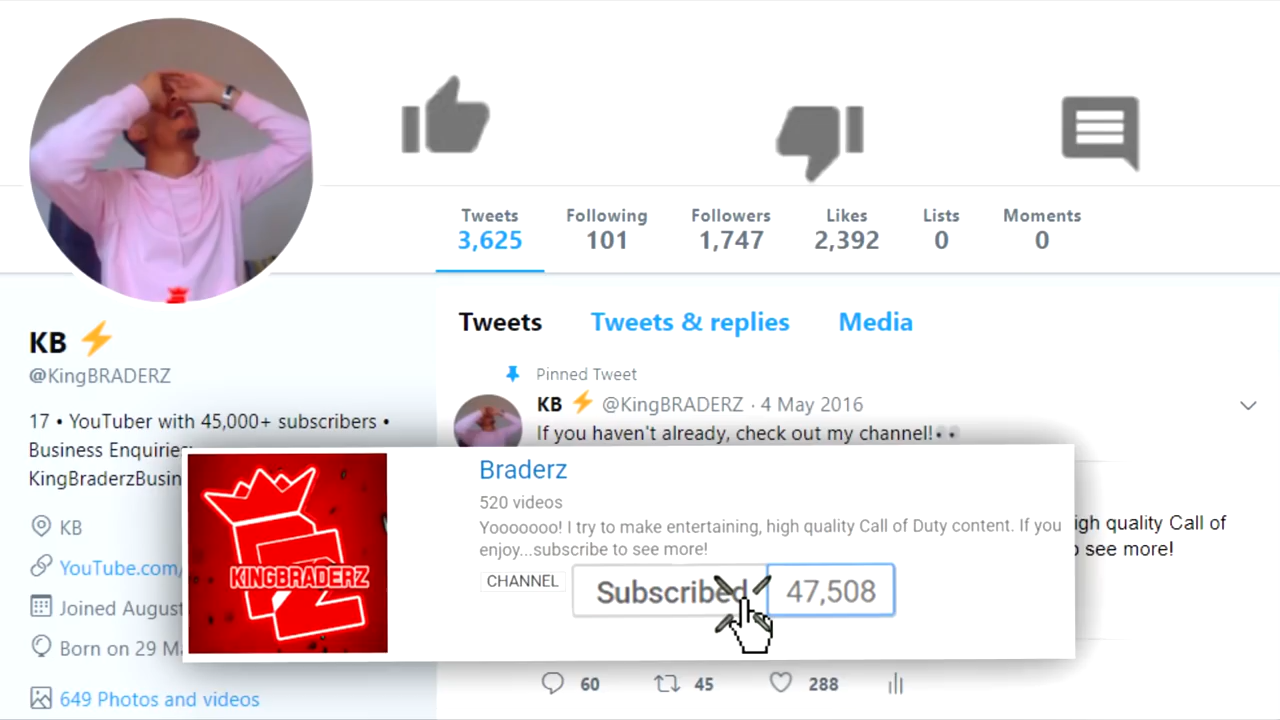 Tweets Following Followers Likes Lists Moments
3,625 101 1,747 2,392 0 0
KB⚡
@KingBRADERZ
17 • YouTuber with 45,000+ subscribers •
Business Enquiries:
KingBraderzBusin
KB
YouTube.com/
Joined August
Born on 29 Ma
649 Photos and videos
Tweets Tweets & replies Media
Pinned Tweet
KB⚡ @KingBRADERZ · 4 May 2016
If you haven't already, check out my channel!👀
KINGBRADERZ
Braderz
520 videos
Yooooooo! I try to make entertaining, high quality Call of Duty content. If you
enjoy...subscribe to see more!
CHANNEL
Subscribed 47,508
igh quality Call of
see more!
60 45 288